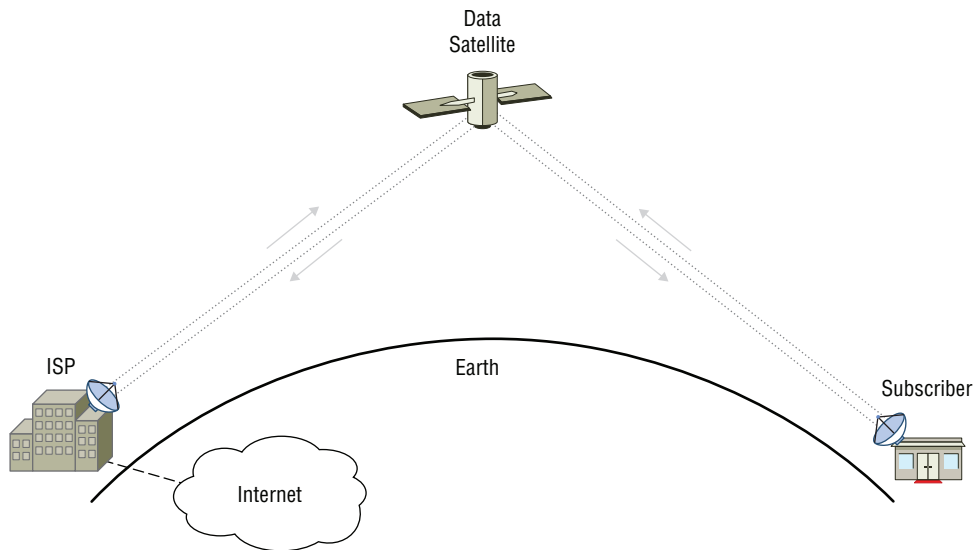 Data
Satellite
ISP
Earth
Subscriber
Internet